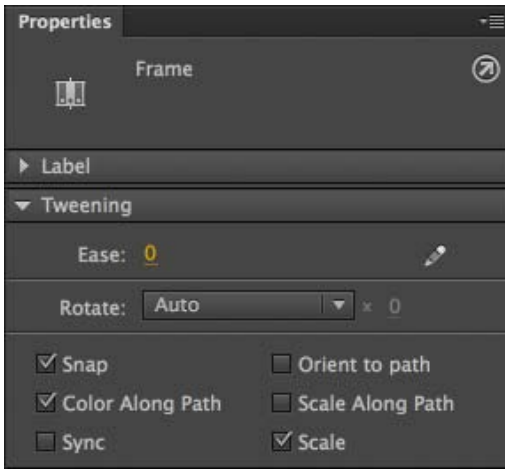 Properties
Frame
Label
Tweening
Ease: 0
Rotate: Auto x 0
Snap Orient to path
Color Along Path Scale Along Path
Sync Scale